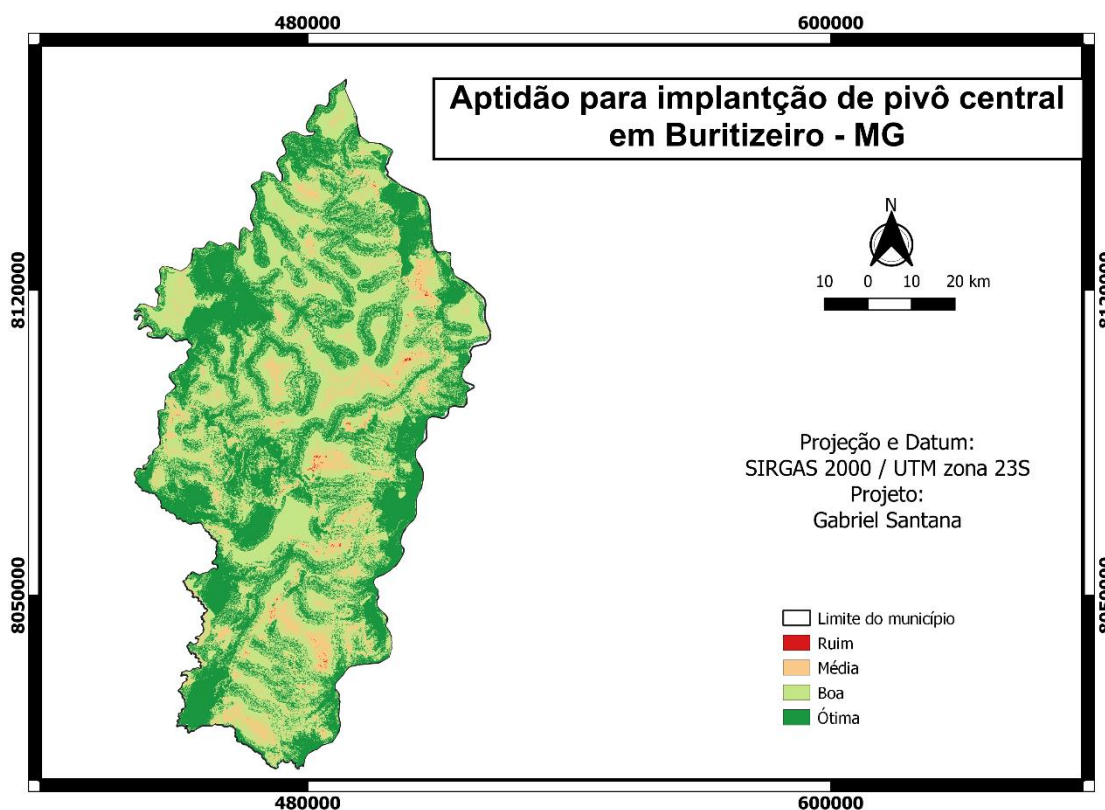 480000
600000
Aptidão para implantção de pivô central
em Buritizeiro - MG
N
10 0 10 20 km
8120000
8120000
Projeção e Datum:
SIRGAS 2000 / UTM zona 23S
Projeto:
Gabriel Santana
8050000
8050000
Limite do município
Ruim
Média
Boa
Ótima
480000
600000